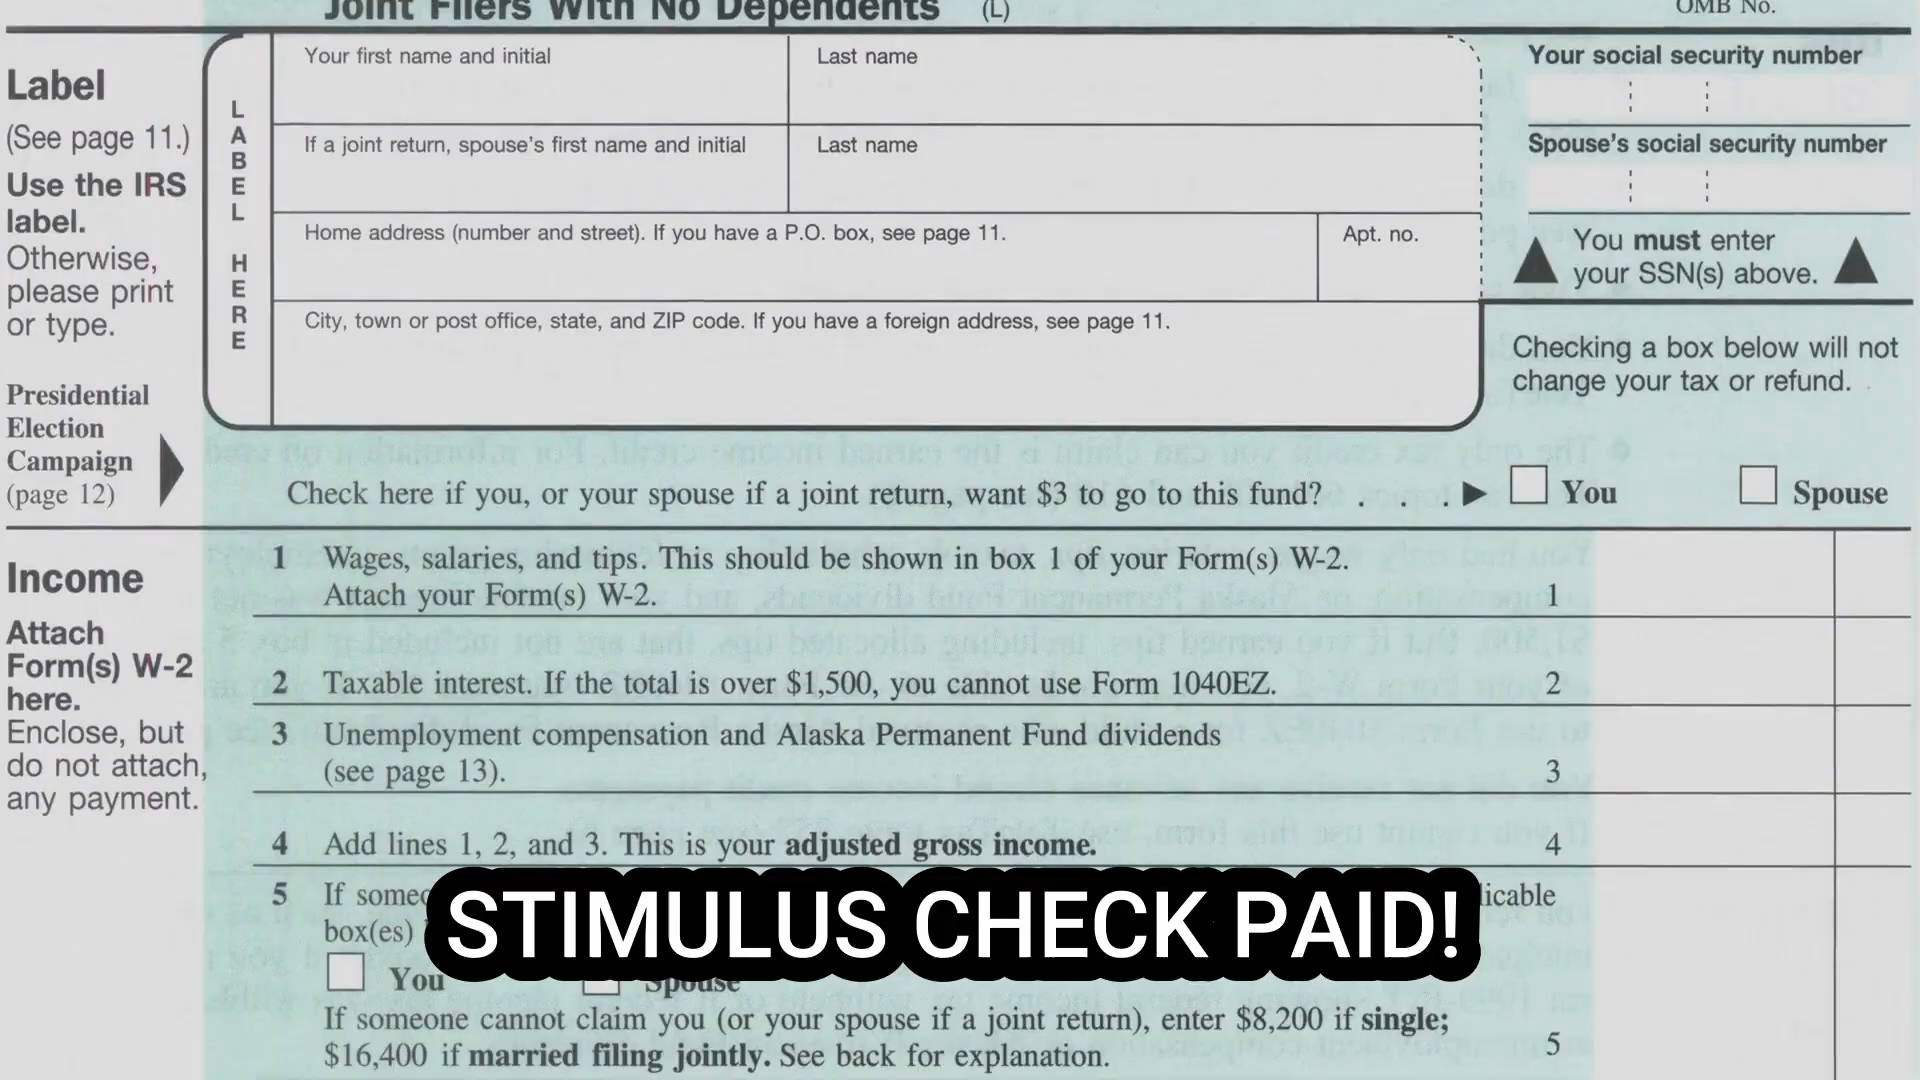 Joint Filers With No Dependents (L) OMB No.
Label
(See page 11.)
Use the IRS
label.
Otherwise,
please print
or type.
LABEL HERE
Your first name and initial
Last name
If a joint return, spouse's first name and initial
Last name
Home address (number and street). If you have a P.O. box, see page 11.
Apt. no.
City, town or post office, state, and ZIP code. If you have a foreign address, see page 11.
Your social security number
Spouse's social security number
You must enter
your SSN(s) above.
Checking a box below will not
change your tax or refund.
Presidential
Election
Campaign
(page 12)
Check here if you, or your spouse if a joint return, want $3 to go to this fund? . . . ▶ You Spouse
Income
Attach
Form(s) W-2
here.
Enclose, but
do not attach,
any payment.
1 Wages, salaries, and tips. This should be shown in box 1 of your Form(s) W-2.
Attach your Form(s) W-2. 1
2 Taxable interest. If the total is over $1,500, you cannot use Form 1040EZ. 2
3 Unemployment compensation and Alaska Permanent Fund dividends
(see page 13). 3
4 Add lines 1, 2, and 3. This is your adjusted gross income. 4
5 If
box(es)
STIMULUS CHECK PAID!
You Spouse
If someone cannot claim you (or your spouse if a joint return), enter $8,200 if single;
$16,400 if married filing jointly. See back for explanation. 5